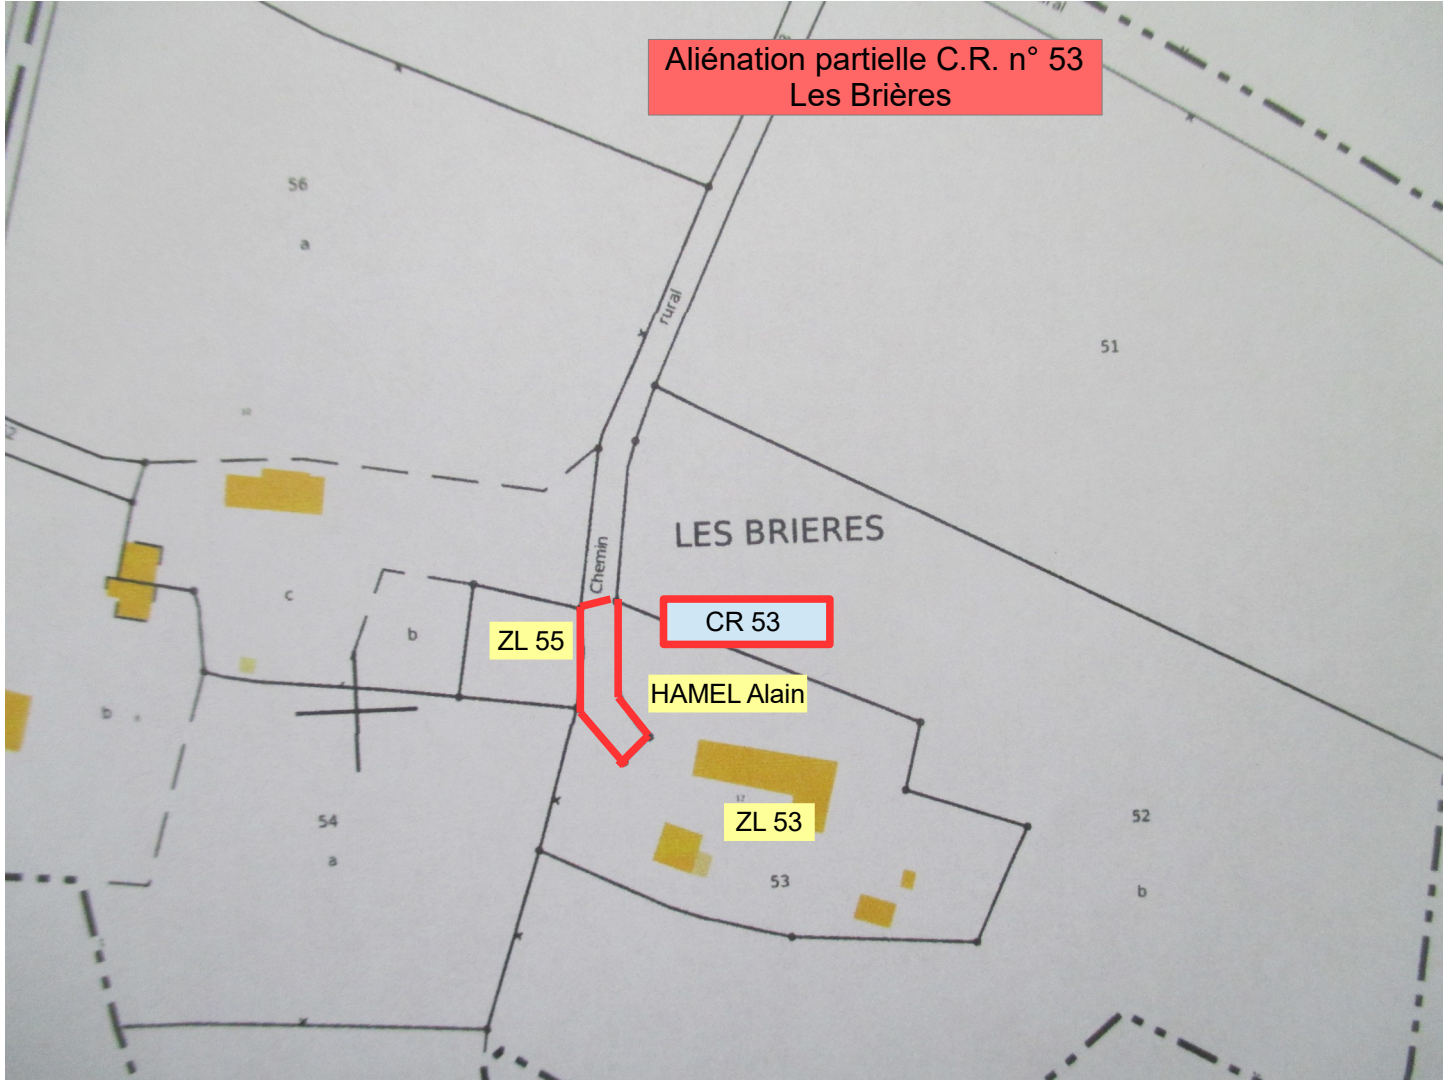 Aliénation partielle C.R. n° 53
Les Brières
56
a
rural
51
LES BRIERES
Chemin
c
b
ZL 55
CR 53
HAMEL Alain
b
ZL 53
54
a
53
52
b